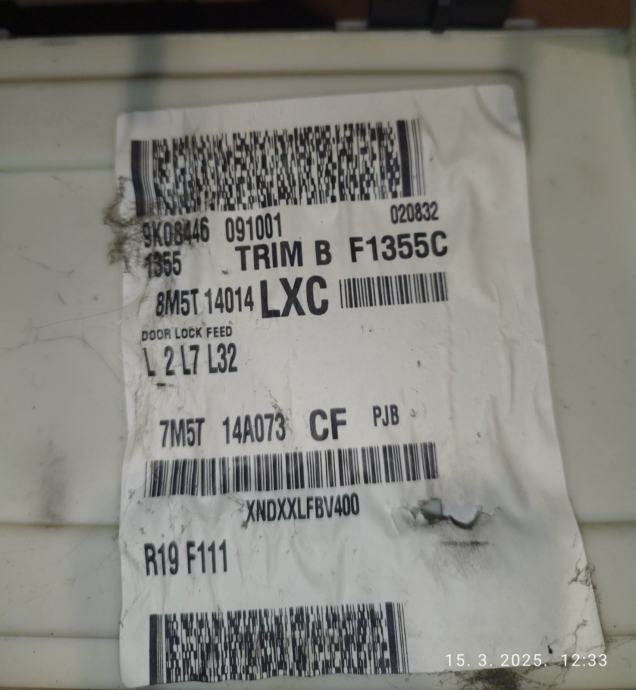 9K08446 091001 020832
1355 TRIM B F1355C
8M5T 14014 LXC
DOOR LOCK FEED
L 2 L7 L32
7M5T 14A073 CF PJB
XNDXXLFBV400
R19 F111
15. 3. 2025. 12:33